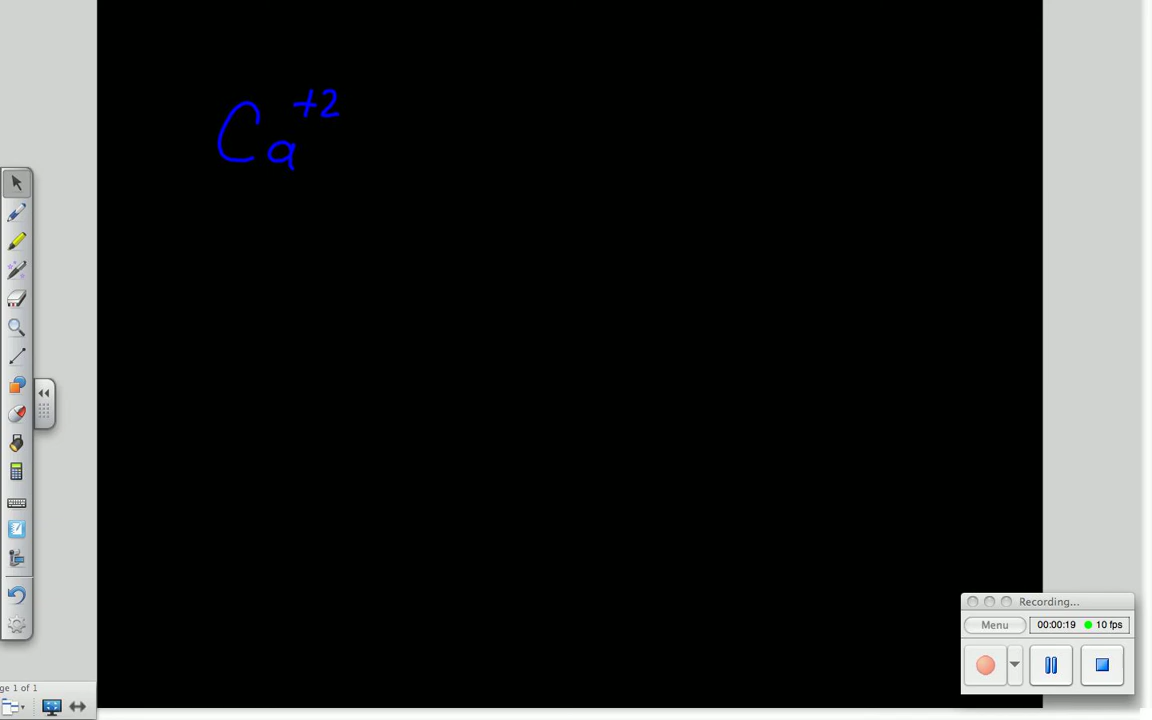 Ca⁺²
Recording...
Menu
00:00:19
10 fps
ge 1 of 1